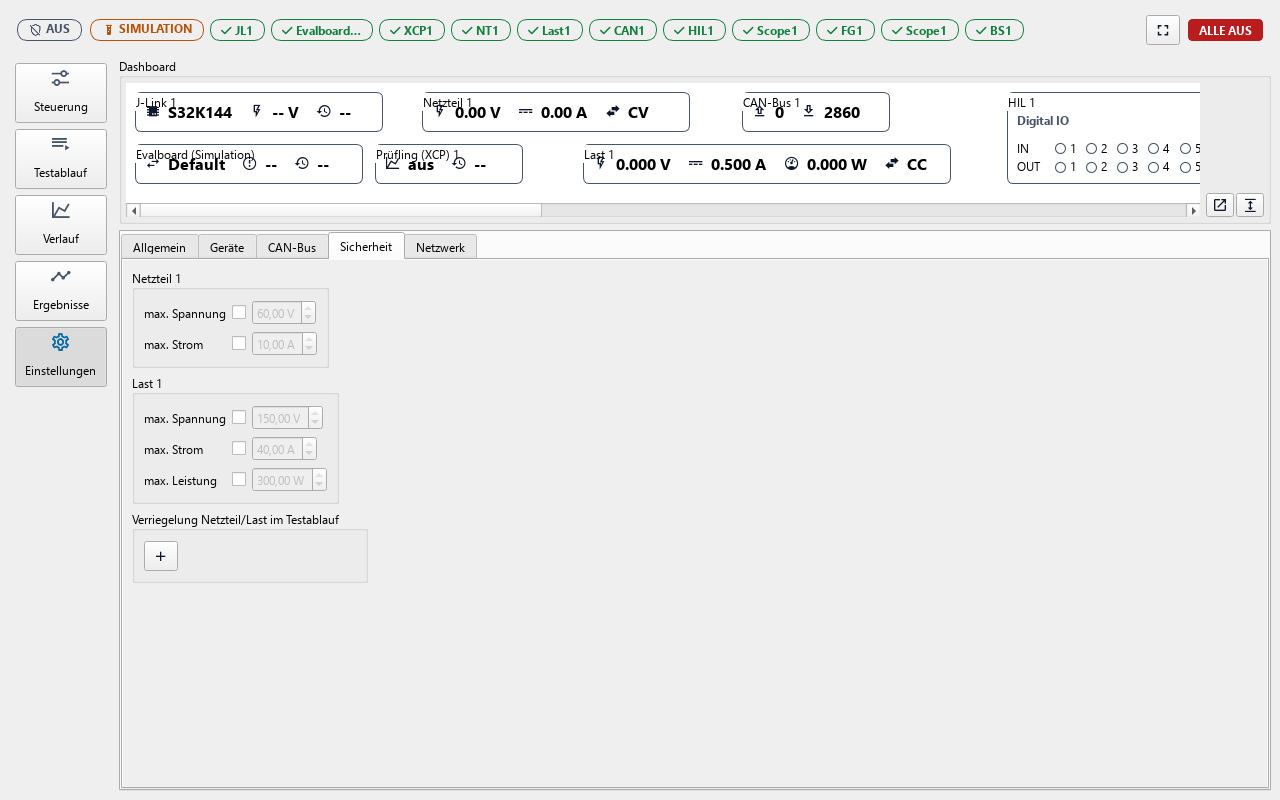 AUS SIMULATION JL1 Evalboard... XCP1 NT1 Last1 CAN1 HIL1 Scope1 FG1 Scope1 BS1 ALLE AUS
Steuerung
Testablauf
Verlauf
Ergebnisse
Einstellungen
Dashboard
J-Link 1
S32K144 -- V --
Netzteil 1
0.00 V 0.00 A CV
CAN-Bus 1
0 2860
HIL 1
Digital IO
IN 1 2 3 4 5
OUT 1 2 3 4 5
Evalboard (Simulation)
Default -- --
Prüfling (XCP) 1
aus --
Last 1
0.000 V 0.500 A 0.000 W CC
Allgemein Geräte CAN-Bus Sicherheit Netzwerk
Netzteil 1
max. Spannung 60,00 V
max. Strom 10,00 A
Last 1
max. Spannung 150,00 V
max. Strom 40,00 A
max. Leistung 300,00 W
Verriegelung Netzteil/Last im Testablauf
+